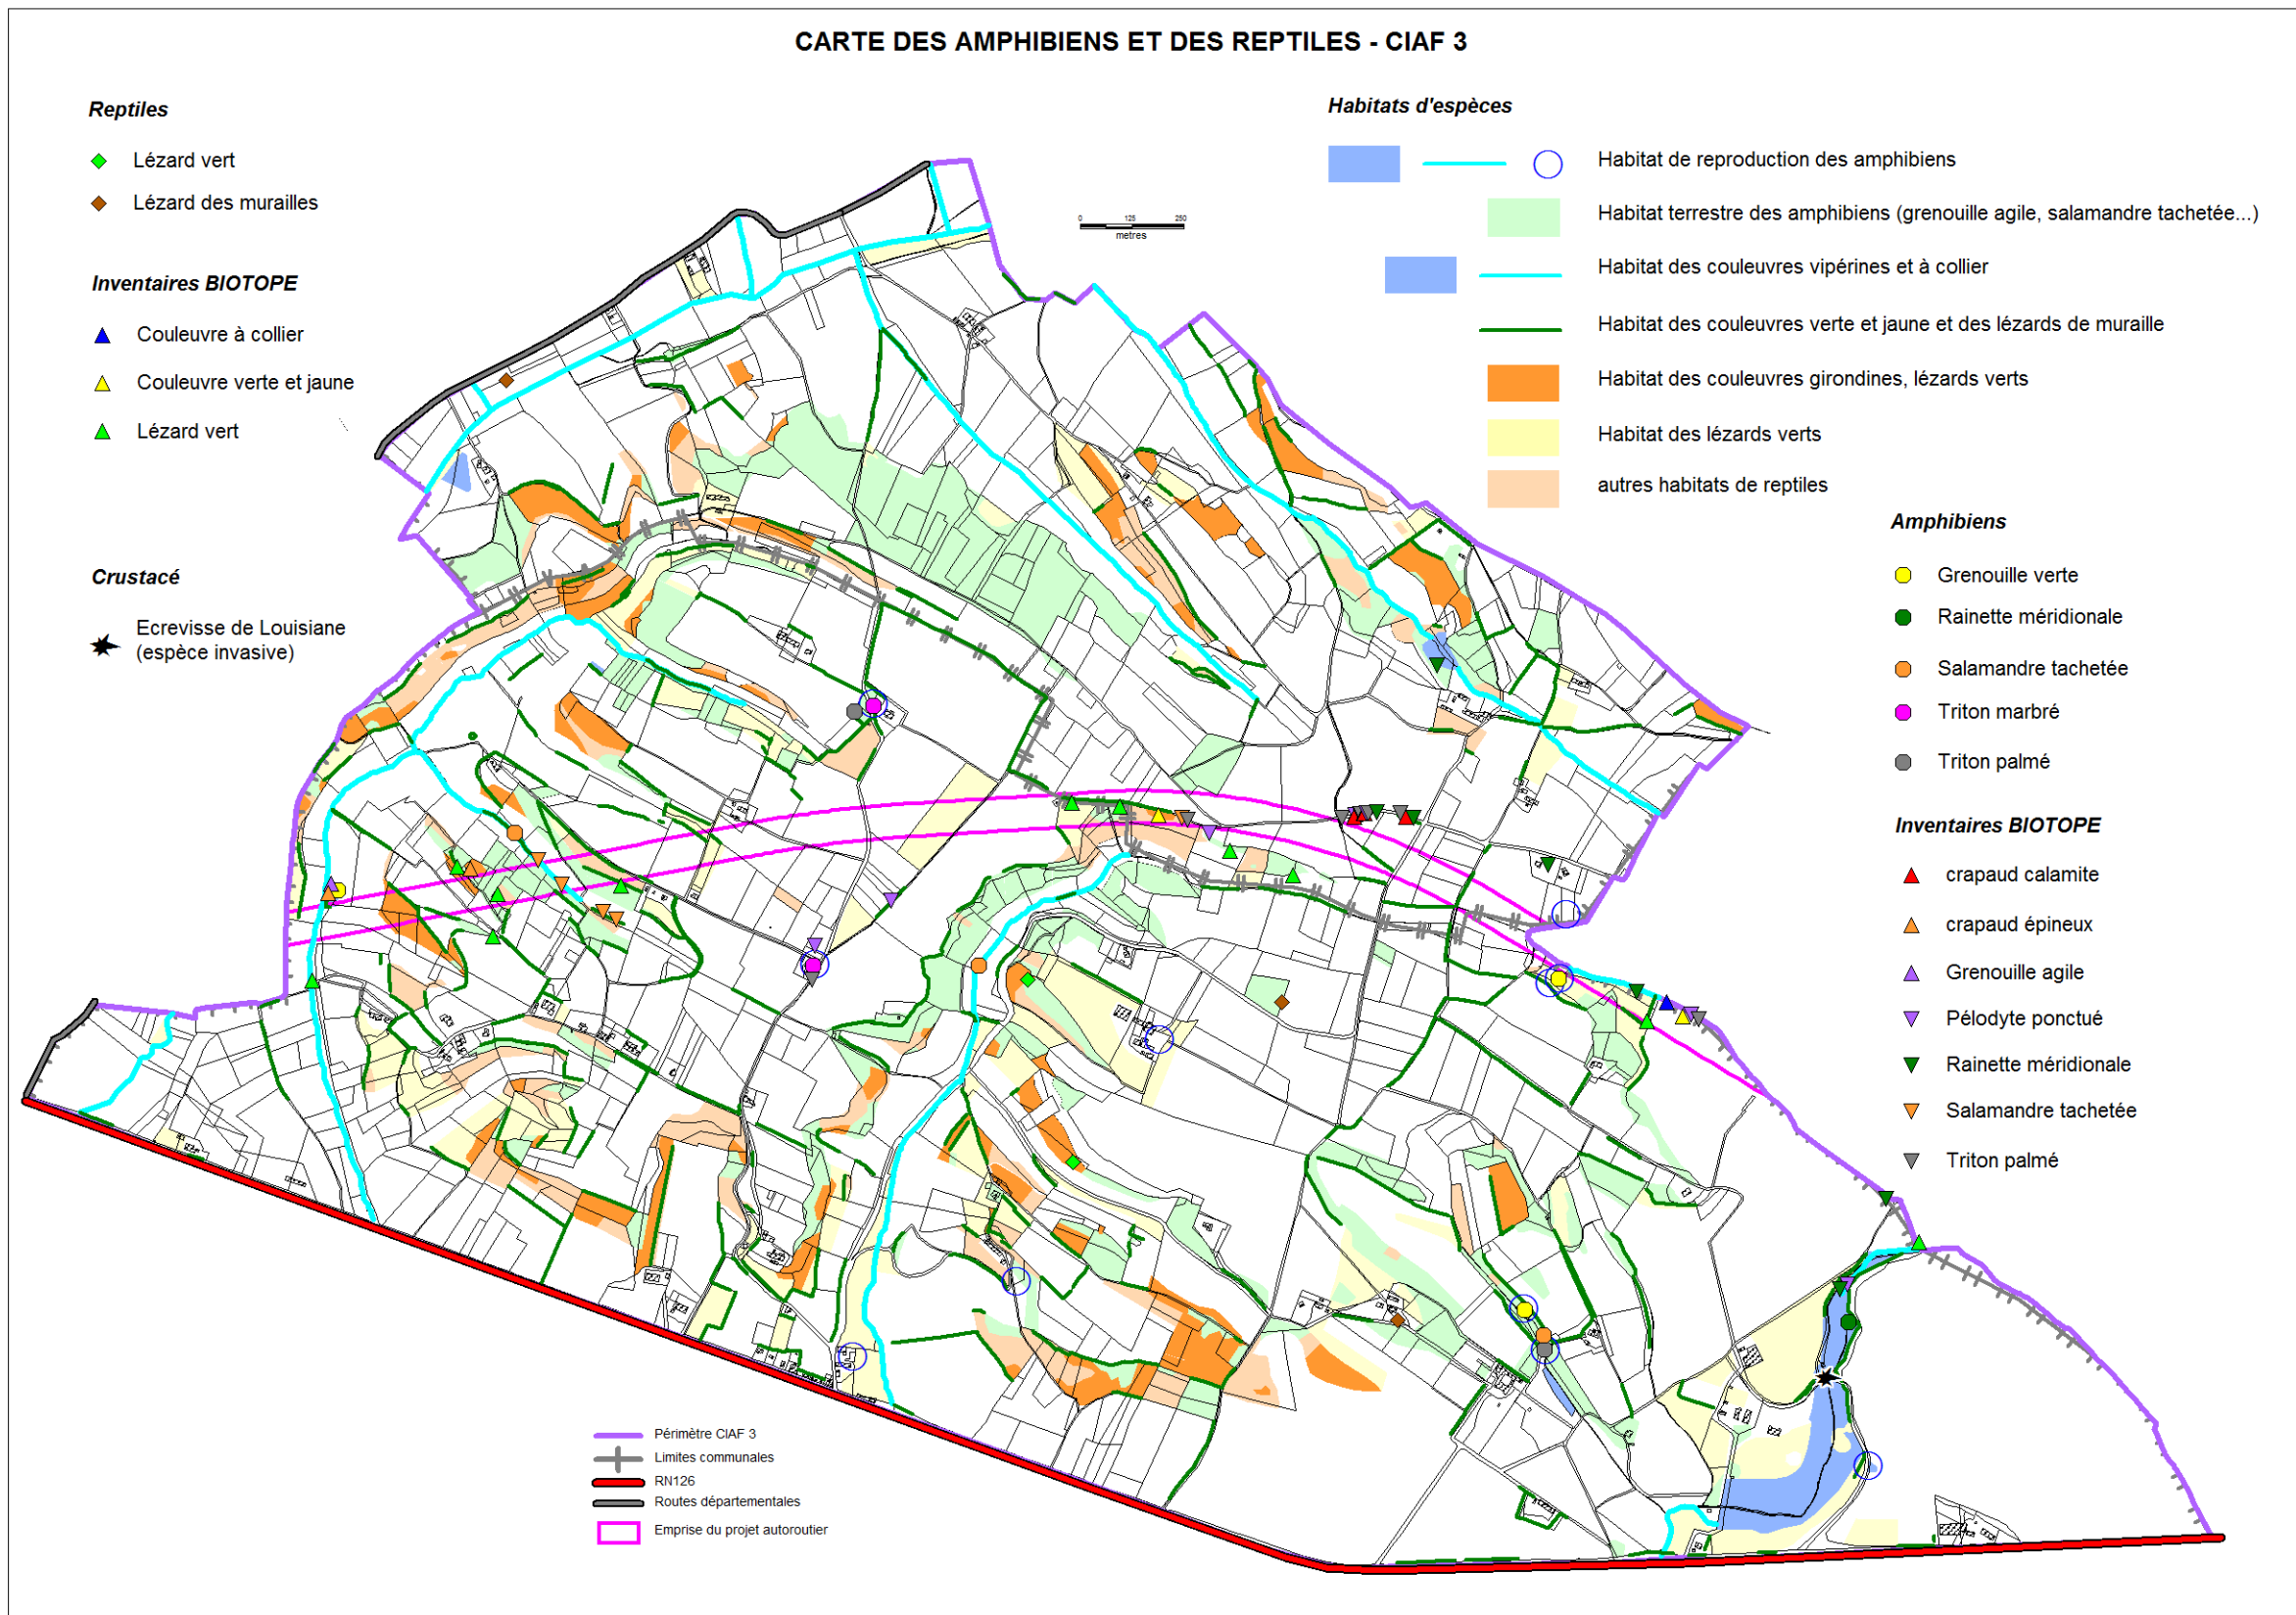 CARTE DES AMPHIBIENS ET DES REPTILES - CIAF 3
Reptiles
Lézard vert
Lézard des murailles
Inventaires BIOTOPE
Couleuvre à collier
Couleuvre verte et jaune
Lézard vert
Crustacé
Ecrevisse de Louisiane
(espèce invasive)
0 125 250
metres
Habitats d'espèces
Habitat de reproduction des amphibiens
Habitat terrestre des amphibiens (grenouille agile, salamandre tachetée...)
Habitat des couleuvres vipérines et à collier
Habitat des couleuvres verte et jaune et des lézards de muraille
Habitat des couleuvres girondines, lézards verts
Habitat des lézards verts
autres habitats de reptiles
Amphibiens
Grenouille verte
Rainette méridionale
Salamandre tachetée
Triton marbré
Triton palmé
Inventaires BIOTOPE
crapaud calamite
crapaud épineux
Grenouille agile
Pélodyte ponctué
Rainette méridionale
Salamandre tachetée
Triton palmé
Périmètre CIAF 3
Limites communales
RN126
Routes départementales
Emprise du projet autoroutier